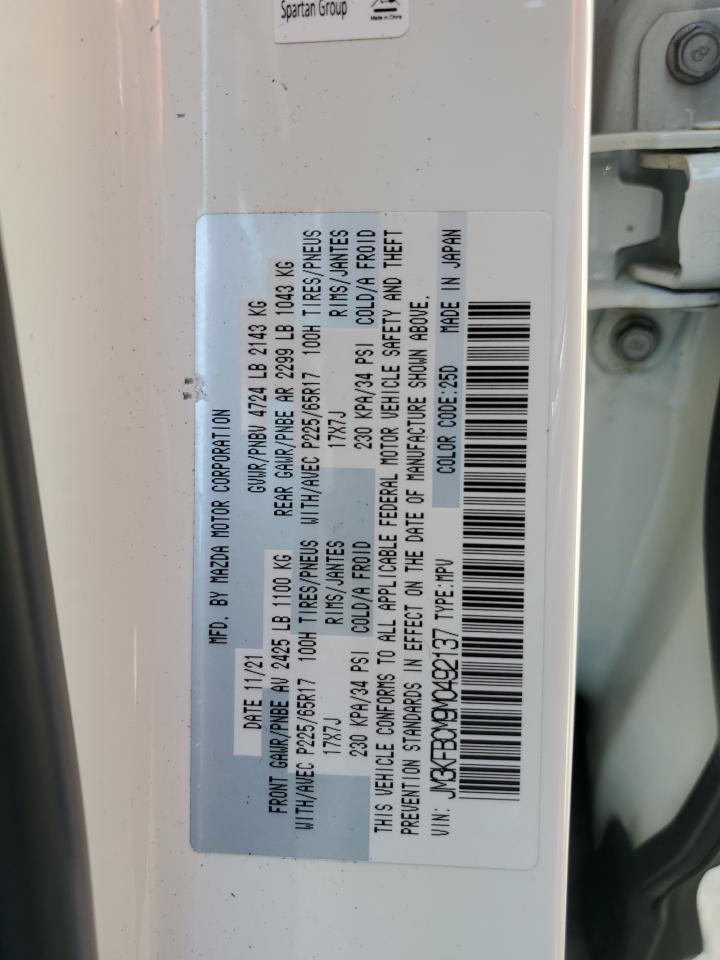 Spartan Group
Made in China
MFD. BY MAZDA MOTOR CORPORATION
DATE 11/21 GVWR/PNBV 4724 LB 2143 KG
FRONT GAWR/PNBE AV 2425 LB 1100 KG REAR GAWR/PNBE AR 2299 LB 1043 KG
WITH/AVEC P225/65R17 100H TIRES/PNEUS WITH/AVEC P225/65R17 100H TIRES/PNEUS
17X7J RIMS/JANTES 17X7J RIMS/JANTES
230 KPA/34 PSI COLD/A FROID 230 KPA/34 PSI COLD/A FROID
THIS VEHICLE CONFORMS TO ALL APPLICABLE FEDERAL MOTOR VEHICLE SAFETY AND THEFT
PREVENTION STANDARDS IN EFFECT ON THE DATE OF MANUFACTURE SHOWN ABOVE.
VIN: JM3KFBCM9M0492137 TYPE:MPV COLOR CODE:25D MADE IN JAPAN